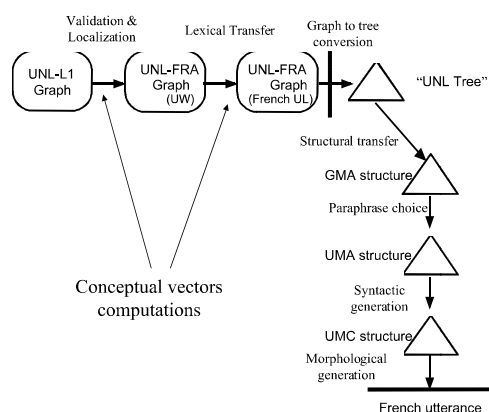 Validation &
Localization
Lexical Transfer
Graph to tree
conversion
UNL-L1
Graph
UNL-FRA
Graph
(UW)
UNL-FRA
Graph
(French UL)
“UNL Tree”
Structural transfer
GMA structure
Paraphrase choice
UMA structure
Conceptual vectors
computations
Syntactic
generation
UMC structure
Morphological
generation
French utterance